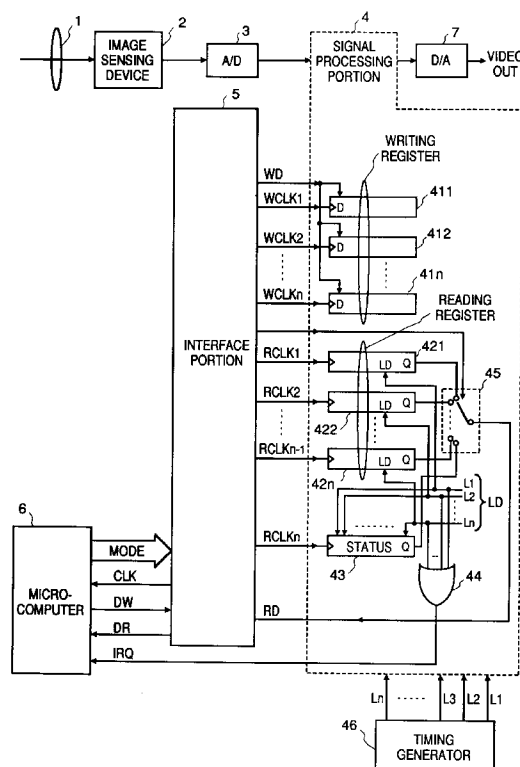 1
2
3
4
7
IMAGE
SENSING
DEVICE
A/D
SIGNAL
PROCESSING
PORTION
D/A
VIDEO
OUT
5
WRITING
REGISTER
WD
WCLK1
D
411
WCLK2
D
412
41n
WCLKn
D
READING
REGISTER
INTERFACE
PORTION
RCLK1
LD
Q
421
45
RCLK2
LD
Q
422
RCLKn-1
LD
Q
42n
L1
L2
Ln
LD
6
MODE
RCLKn
STATUS
Q
43
44
MICRO-
COMPUTER
CLK
DW
DR
RD
IRQ
Ln
L3
L2
L1
46
TIMING
GENERATOR